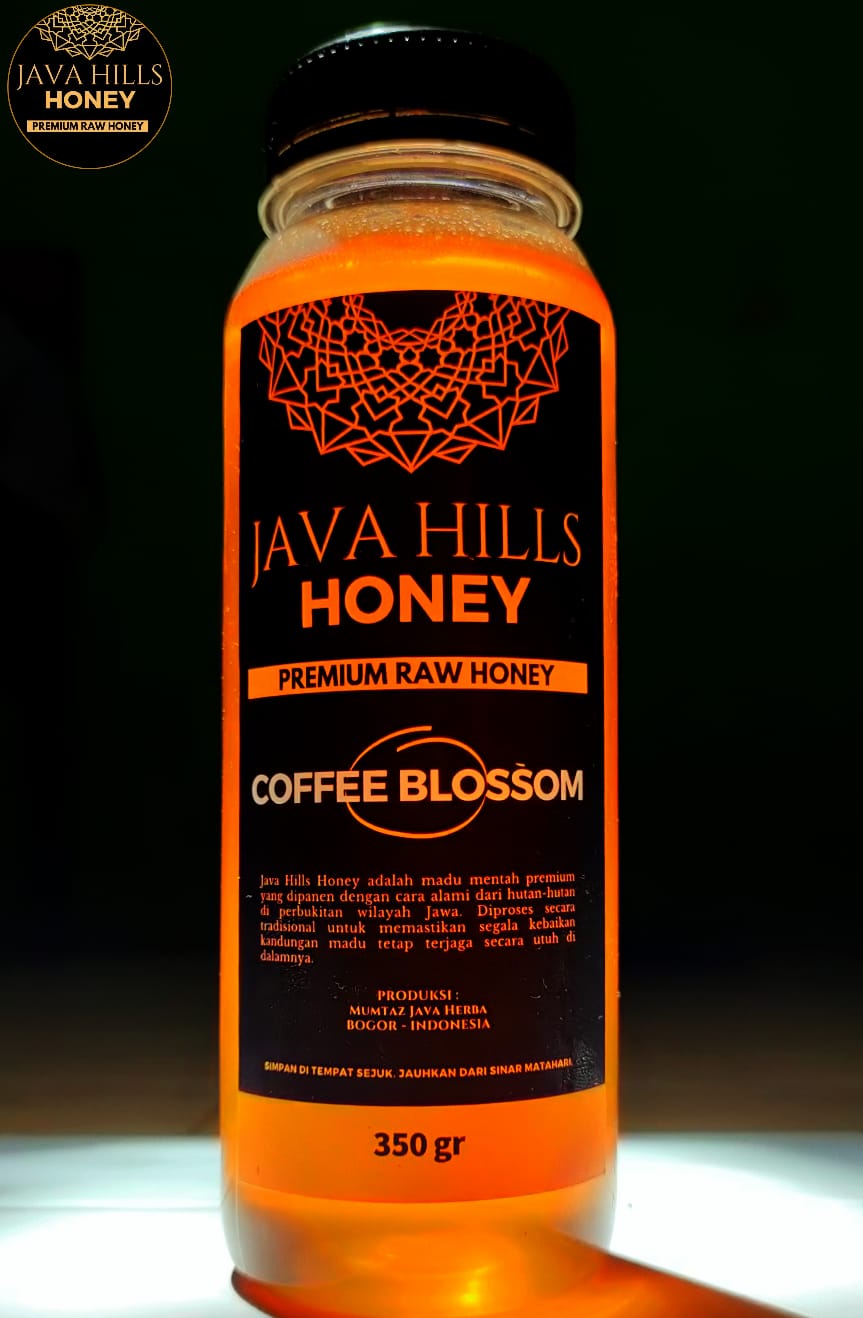 JAVA HILLS
HONEY
PREMIUM RAW HONEY
JAVA HILLS
HONEY
PREMIUM RAW HONEY
COFFEE BLOSSOM
Java Hills Honey adalah madu mentah premium
yang dipanen dengan cara alami dari hutan-hutan
di perbukitan wilayah Jawa. Diproses secara
tradisional untuk memastikan segala kebaikan
kandungan madu tetap terjaga secara utuh di
dalamnya.
PRODUKSI :
MUMTAZ JAVA HERBA
BOGOR - INDONESIA
SIMPAN DI TEMPAT SEJUK. JAUHKAN DARI SINAR MATAHARI.
350 gr